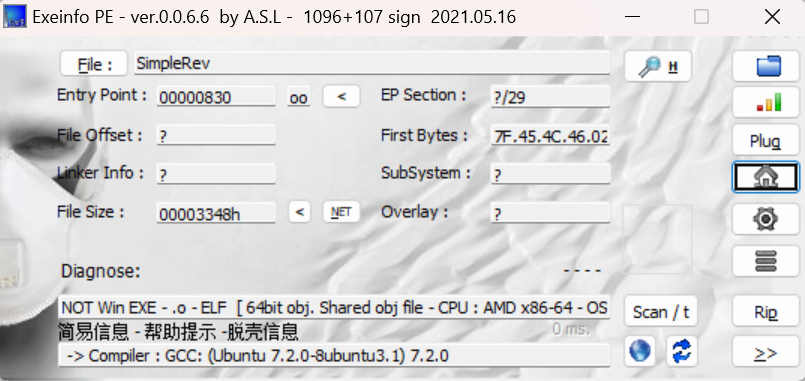 Exeinfo PE - ver.0.0.6.6 by A.S.L - 1096+107 sign 2021.05.16
File : SimpleRev H
Entry Point : 00000830 oo < EP Section : ?/29
File Offset : ? First Bytes : 7F.45.4C.46.02 Plug
Linker Info : ? SubSystem : ?
File Size : 00003348h < NET Overlay : ?
Diagnose: ----
NOT Win EXE - .o - ELF [ 64bit obj. Shared obj file - CPU : AMD x86-64 - OS Scan / t Rip
简易信息 - 帮助提示 -脱壳信息 0 ms.
-> Compiler : GCC: (Ubuntu 7.2.0-8ubuntu3.1) 7.2.0 >>